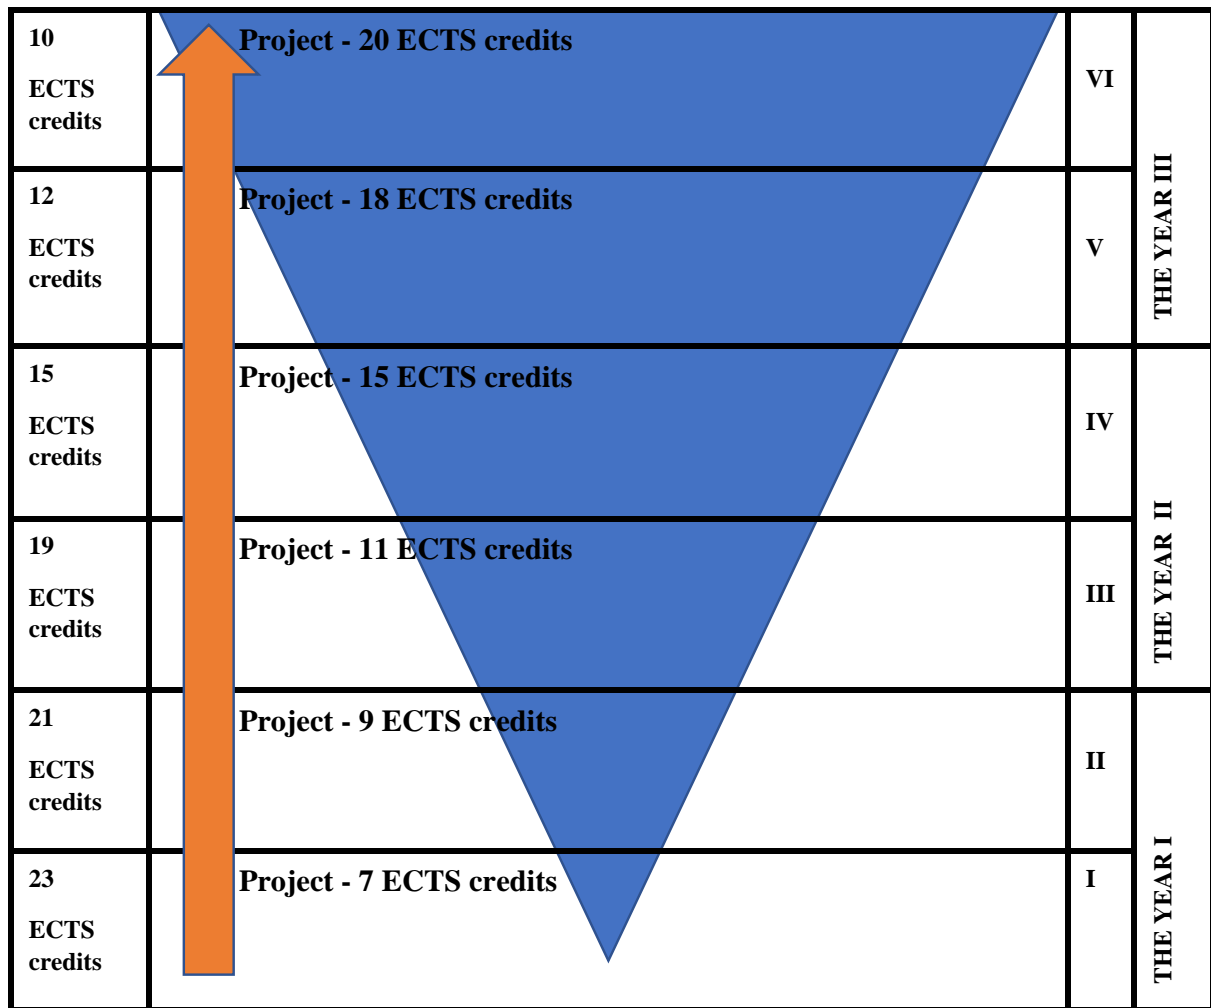 10
ECTS
credits
Project - 20 ECTS credits
VI
THE YEAR III
12
ECTS
credits
Project - 18 ECTS credits
V
15
ECTS
credits
Project - 15 ECTS credits
IV
THE YEAR II
19
ECTS
credits
Project - 11 ECTS credits
III
21
ECTS
credits
Project - 9 ECTS credits
II
THE YEAR I
23
ECTS
credits
Project - 7 ECTS credits
I